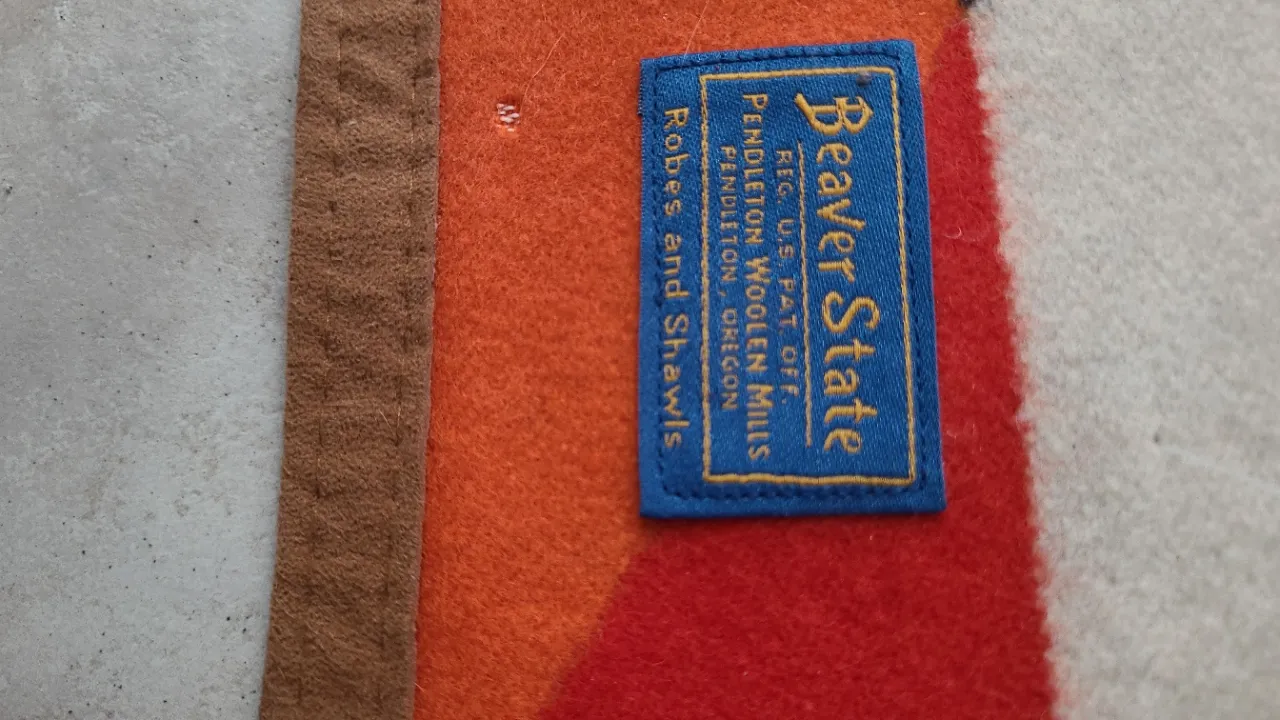 Beaver State
REG. U.S. PAT. OFF.
PENDLETON WOOLEN MILLS
PENDLETON, OREGON
Robes and Shawls